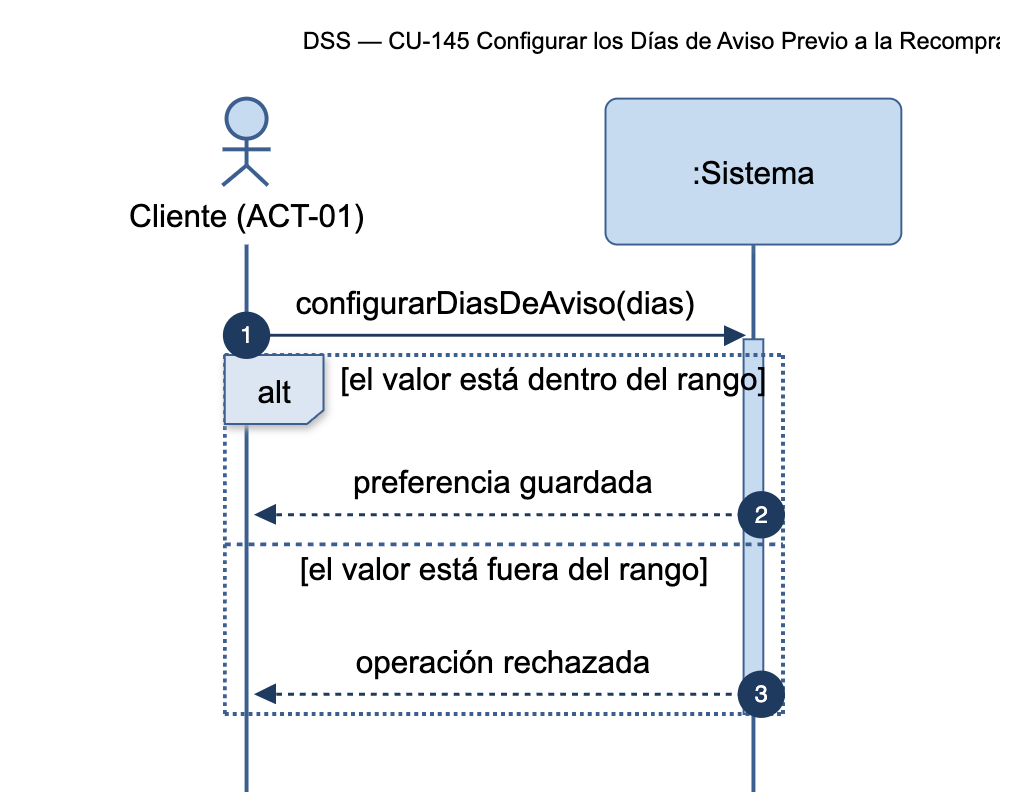 DSS — CU-145 Configurar los Días de Aviso Previo a la Recompra
:Sistema
Cliente (ACT-01)
configurarDiasDeAviso(dias)
1
alt
[el valor está dentro del rango]
preferencia guardada
2
[el valor está fuera del rango]
operación rechazada
3